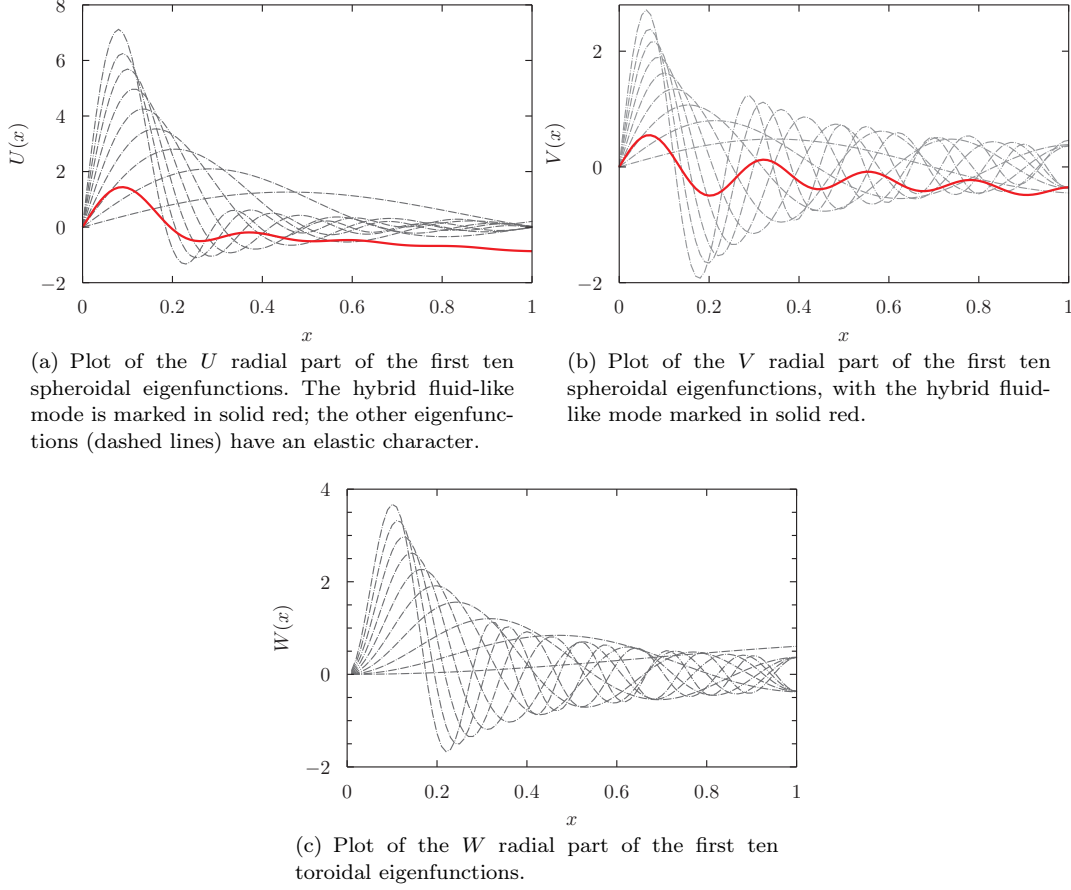 8
6
4
2
0
−2
U(x)
0
0.2
0.4
0.6
0.8
1
x
2
0
−2
V(x)
0
0.2
0.4
0.6
0.8
1
x
(a) Plot of the U radial part of the first ten
spheroidal eigenfunctions. The hybrid fluid-like
mode is marked in solid red; the other eigenfunc-
tions (dashed lines) have an elastic character.
(b) Plot of the V radial part of the first ten
spheroidal eigenfunctions, with the hybrid fluid-
like mode marked in solid red.
4
2
0
−2
W(x)
0
0.2
0.4
0.6
0.8
1
x
(c) Plot of the W radial part of the first ten
toroidal eigenfunctions.